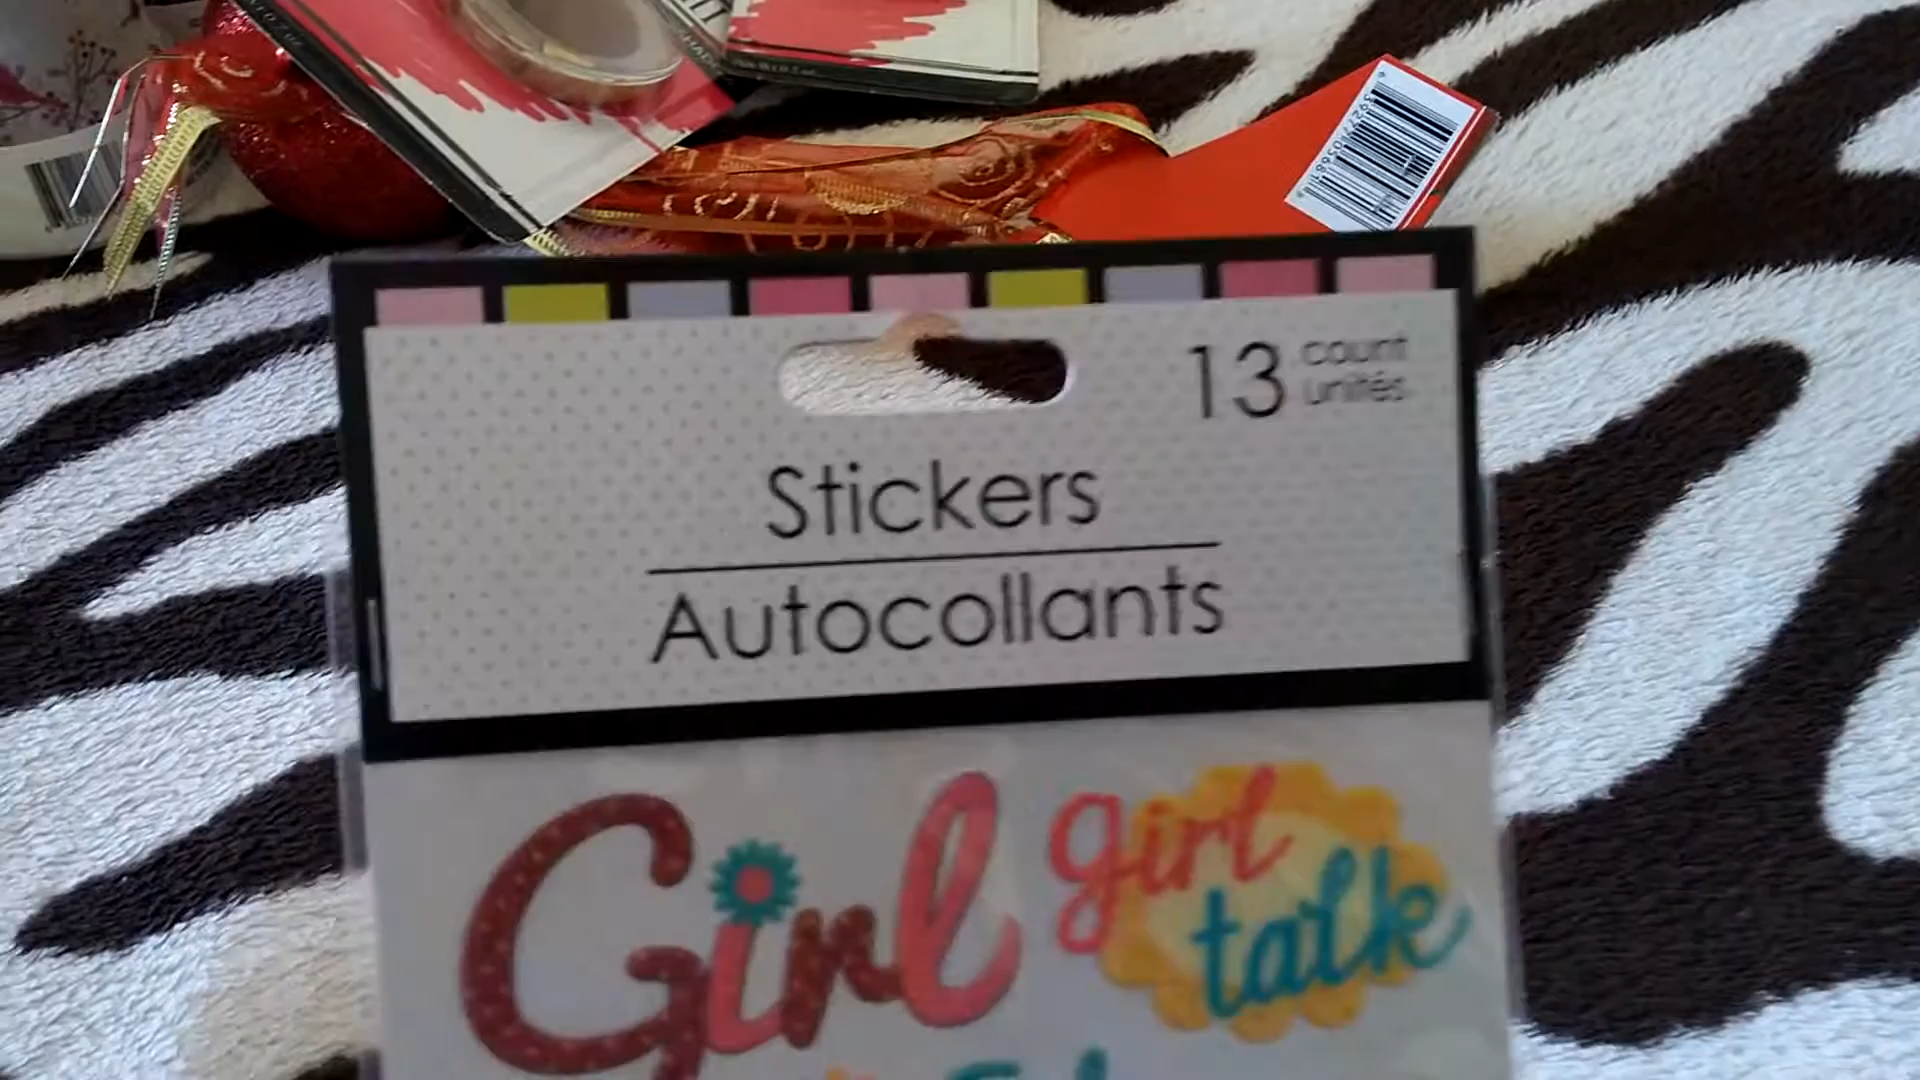 13 count
unités
Stickers
Autocollants
Girl
girl
talk